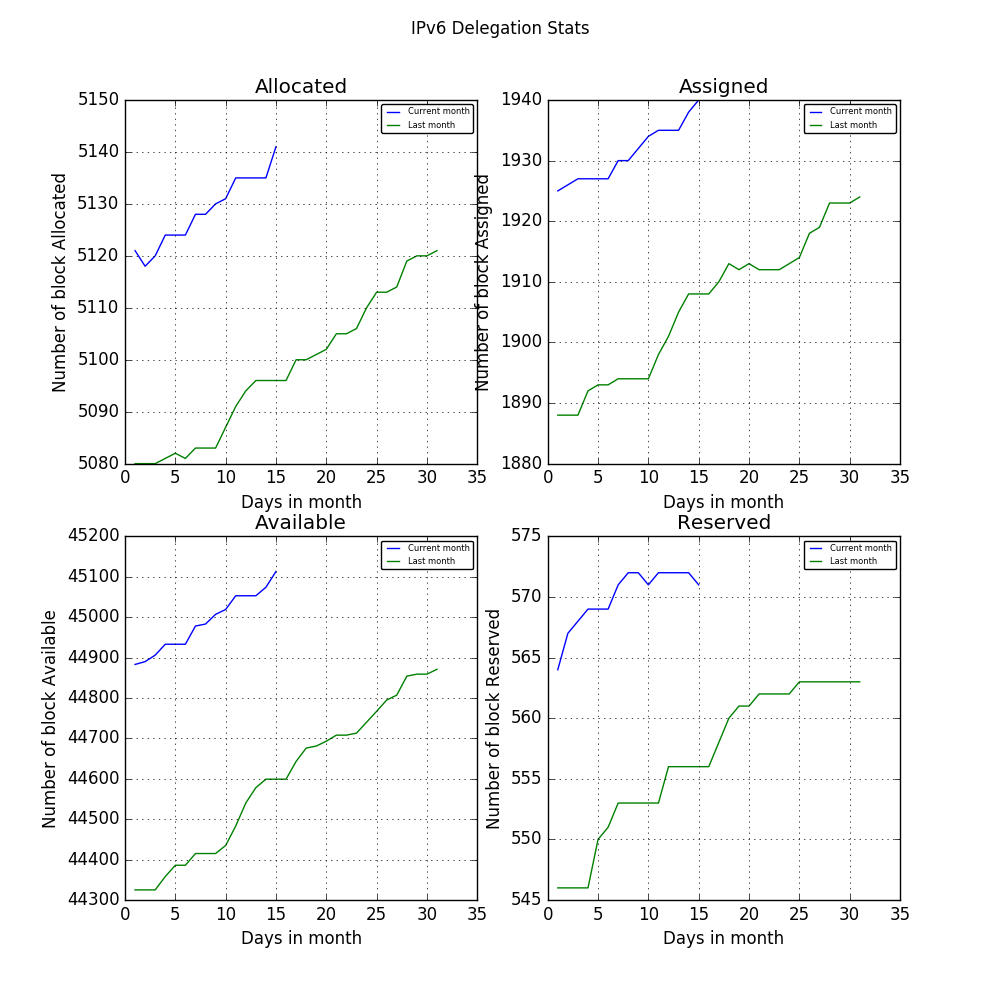 IPv6 Delegation Stats
Allocated
5150
5140
5130
5120
5110
5100
5090
5080
Number of block Allocated
Current month
Last month
0 5 10 15 20 25 30 35
Days in month
Assigned
1940
1930
1920
1910
1900
1890
1880
Number of block Assigned
Current month
Last month
0 5 10 15 20 25 30 35
Days in month
Available
45200
45100
45000
44900
44800
44700
44600
44500
44400
44300
Number of block Available
Current month
Last month
0 5 10 15 20 25 30 35
Days in month
Reserved
575
570
565
560
555
550
545
Number of block Reserved
Current month
Last month
0 5 10 15 20 25 30 35
Days in month